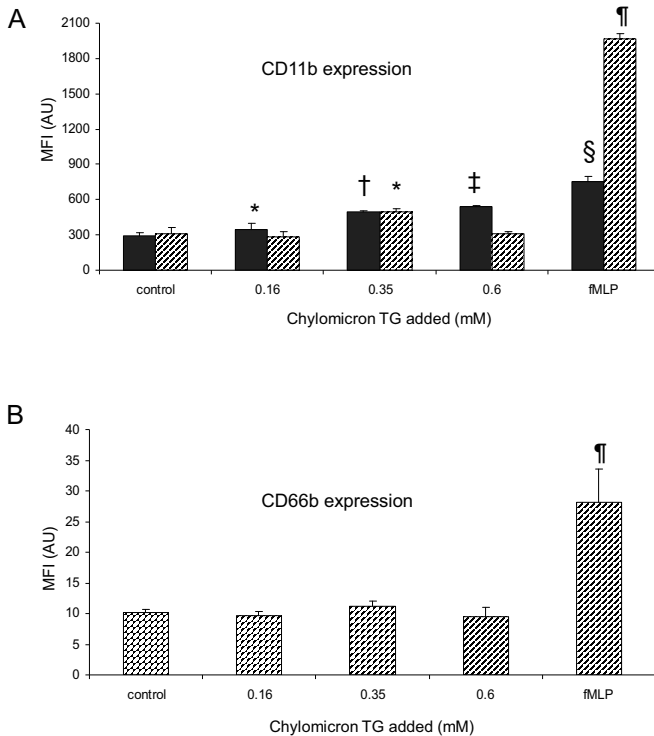 A
¶
2100
1800
CD11b expression
1500
MFI (AU)
1200
900
§
† * ‡
600
*
300
0
control 0.16 0.35 0.6 fMLP
Chylomicron TG added (mM)
B
40
¶
35
CD66b expression
30
25
MFI (AU)
20
15
10
5
0
control 0.16 0.35 0.6 fMLP
Chylomicron TG added (mM)